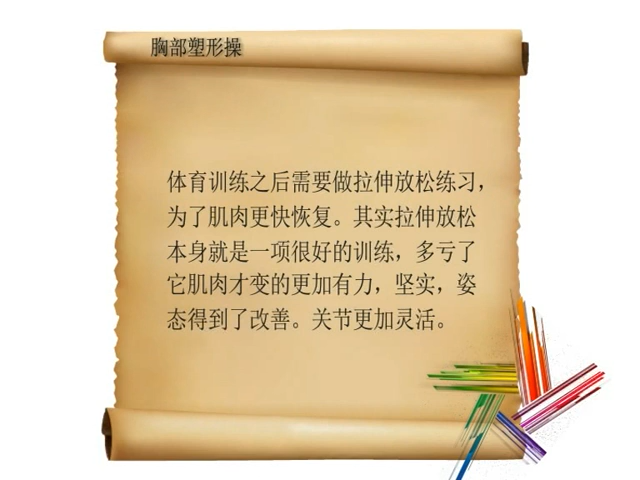 胸部塑形操
体育训练之后需要做拉伸放松练习，
为了肌肉更快恢复。其实拉伸放松
本身就是一项很好的训练，多亏了
它肌肉才变的更加有力，坚实，姿
态得到了改善。关节更加灵活。